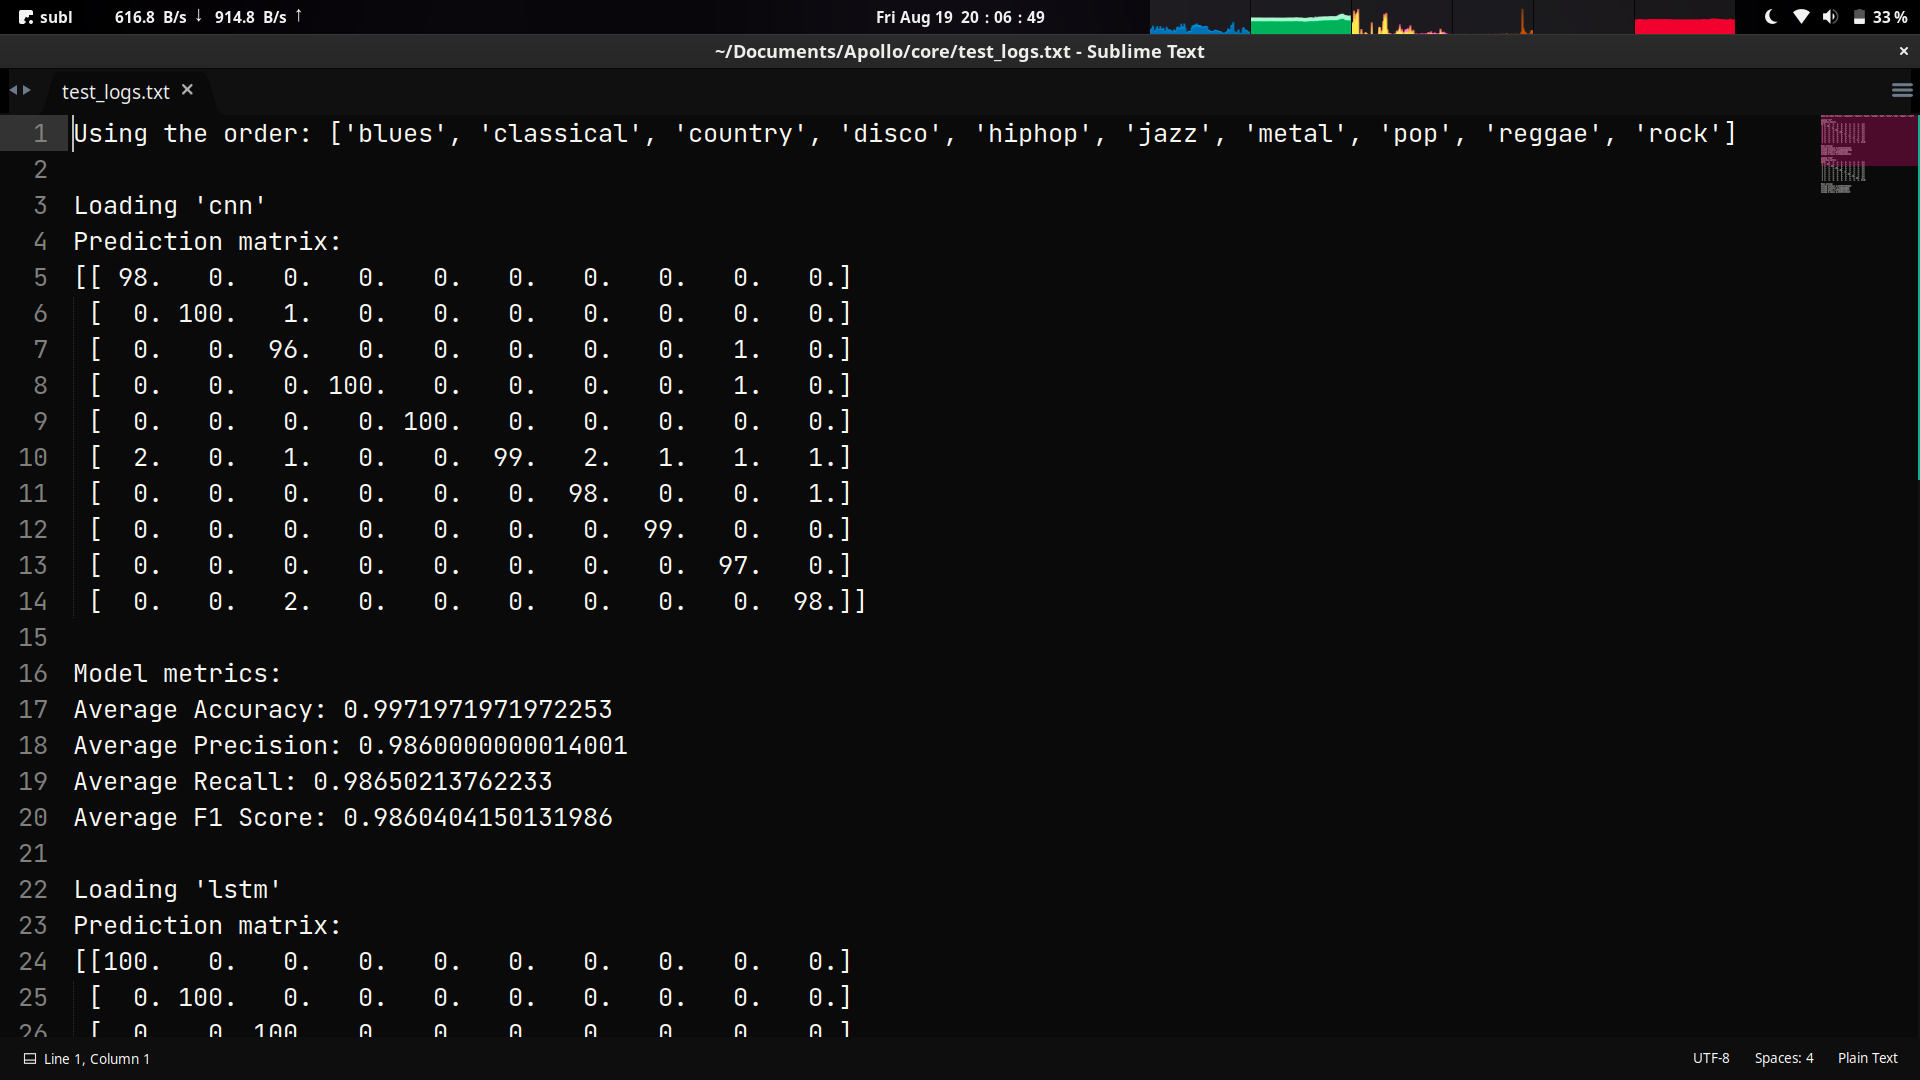 subl 616.8 B/s ↓ 914.8 B/s ↑ Fri Aug 19 20 : 06 : 49 33 %
~/Documents/Apollo/core/test_logs.txt - Sublime Text ×
test_logs.txt ×
1 Using the order: ['blues', 'classical', 'country', 'disco', 'hiphop', 'jazz', 'metal', 'pop', 'reggae', 'rock']
2
3 Loading 'cnn'
4 Prediction matrix:
5 [[ 98.   0.   0.   0.   0.   0.   0.   0.   0.   0.]
6  [  0. 100.   1.   0.   0.   0.   0.   0.   0.   0.]
7  [  0.   0.  96.   0.   0.   0.   0.   0.   1.   0.]
8  [  0.   0.   0. 100.   0.   0.   0.   0.   1.   0.]
9  [  0.   0.   0.   0. 100.   0.   0.   0.   0.   0.]
10  [  2.   0.   1.   0.   0.  99.   2.   1.   1.   1.]
11  [  0.   0.   0.   0.   0.   0.  98.   0.   0.   1.]
12  [  0.   0.   0.   0.   0.   0.   0.  99.   0.   0.]
13  [  0.   0.   0.   0.   0.   0.   0.   0.  97.   0.]
14  [  0.   0.   2.   0.   0.   0.   0.   0.   0.  98.]]
15
16 Model metrics:
17 Average Accuracy: 0.9971971971972253
18 Average Precision: 0.9860000000014001
19 Average Recall: 0.98650213762233
20 Average F1 Score: 0.9860404150131986
21
22 Loading 'lstm'
23 Prediction matrix:
24 [[100.   0.   0.   0.   0.   0.   0.   0.   0.   0.]
25  [  0. 100.   0.   0.   0.   0.   0.   0.   0.   0.]
26  [  0   0 100   0   0   0   0   0   0   0 ]
Line 1, Column 1 UTF-8 Spaces: 4 Plain Text